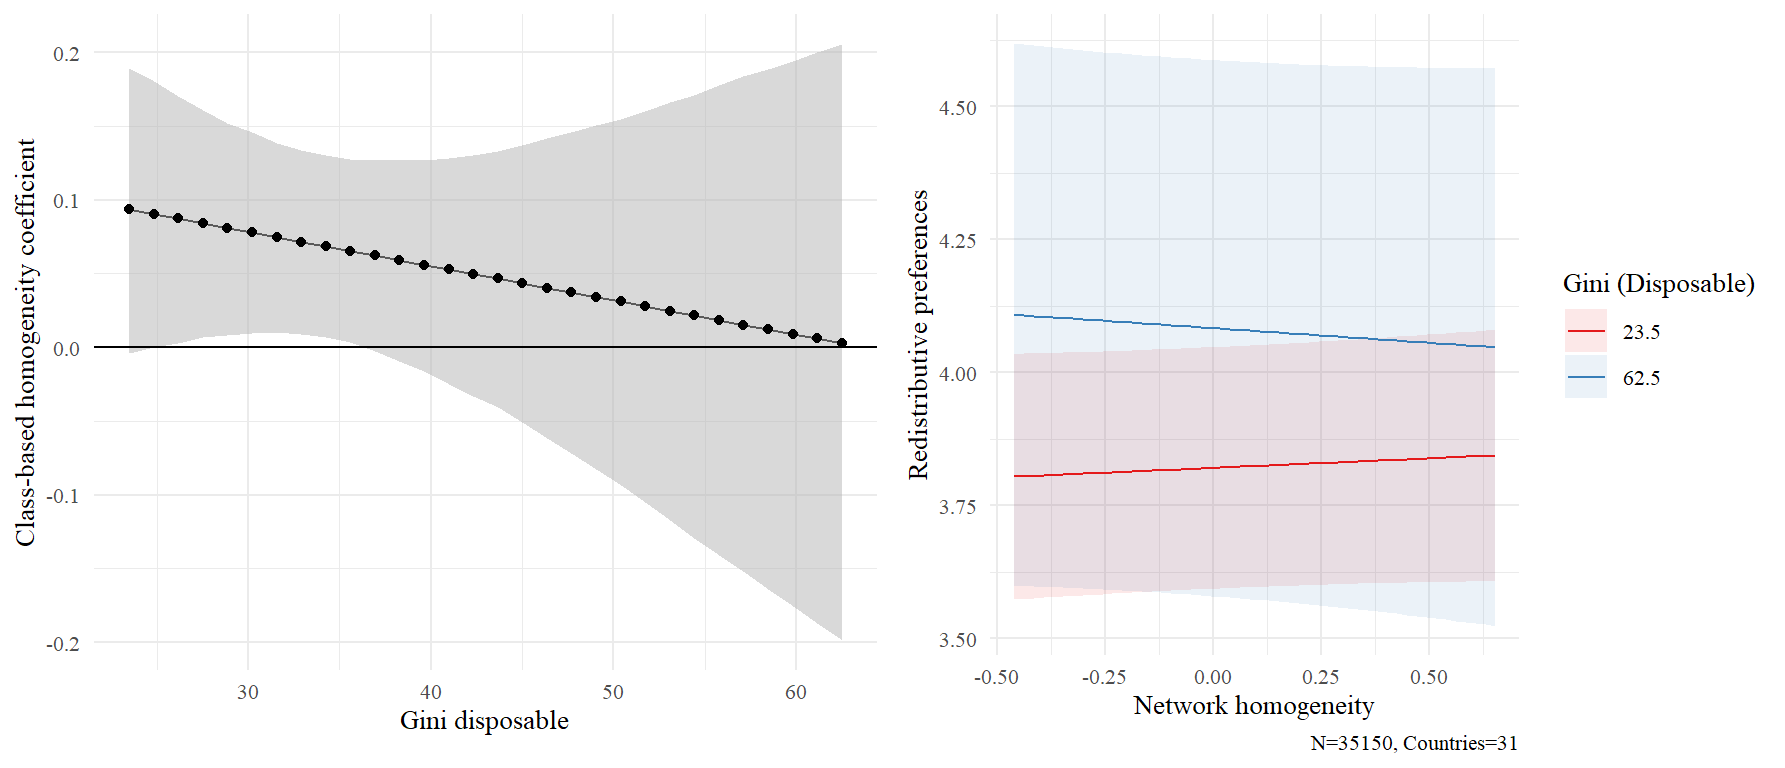 Class-based homogeneity coefficient
0.2
0.1
0.0
-0.1
-0.2
30 40 50 60
Gini disposable
Redistributive preferences
4.50
4.25
4.00
3.75
3.50
-0.50 -0.25 0.00 0.25 0.50
Network homogeneity
N=35150, Countries=31
Gini (Disposable)
23.5
62.5